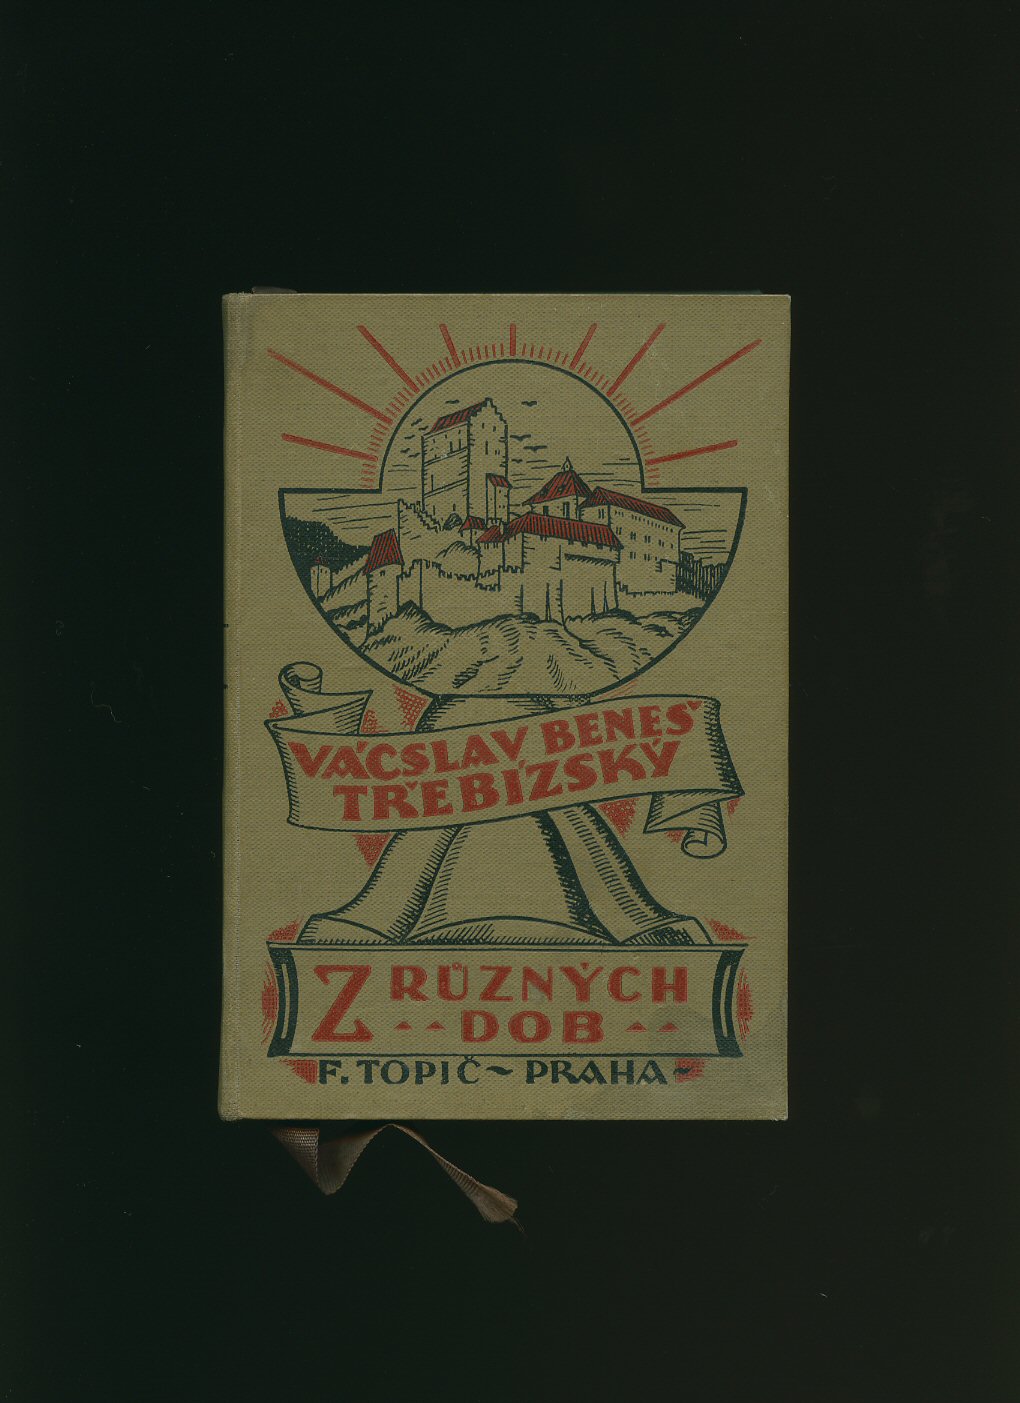 VÁCSLAV BENEŠ
TŘEBÍZSKÝ
Z RŮZNÝCH
DOB
F. TOPIČ ~ PRAHA ~